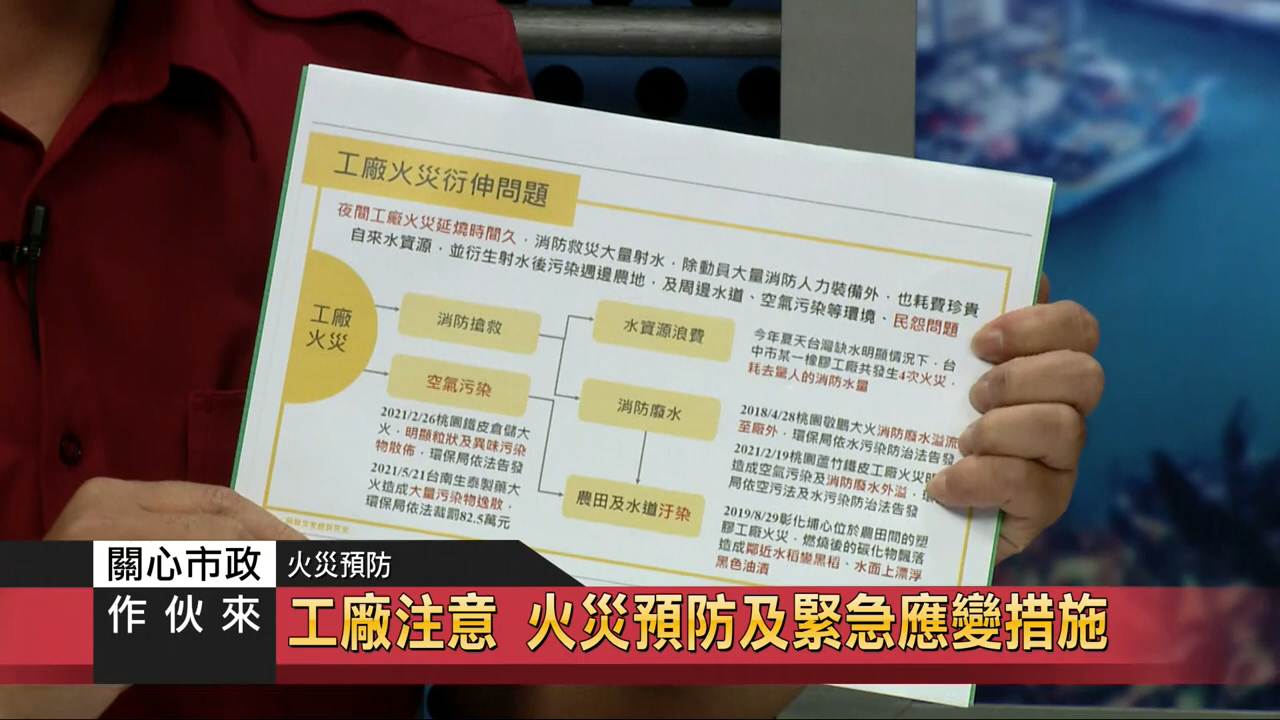 工廠火災衍伸問題
夜間工廠火災延燒時間久，消防救災大量射水，除動員大量消防人力裝備外，也耗費珍貴
自來水資源，並衍生射水後污染週邊農地，及周邊水道、空氣污染等環境、民怨問題
工廠
火災
消防搶救
空氣污染
水資源浪費
消防廢水
農田及水道汙染
今年夏天台灣缺水明顯情況下，台
中市某一橡膠工廠共發生4次火災，
耗去驚人的消防水量
2021/2/26桃園鐵皮倉儲大
火，明顯粒狀及異味污染
物散佈，環保局依法告發
2021/5/21台南生泰製藥大
火造成大量污染物逸散，
環保局依法裁罰82.5萬元
2018/4/28桃園敬鵬大火消防廢水溢流
至廠外，環保局依水污染防治法告發
2021/2/19桃園蘆竹鐵皮工廠火災
造成空氣污染及消防廢水外溢，
局依空污法及水污染防治法告發
2019/8/29彰化埔心位於農田間的塑
膠工廠火災，燃燒後的碳化物飄落
造成鄰近水稻變黑稻、水面上漂浮
黑色油漬
關心市政
作伙來
火災預防
工廠注意 火災預防及緊急應變措施